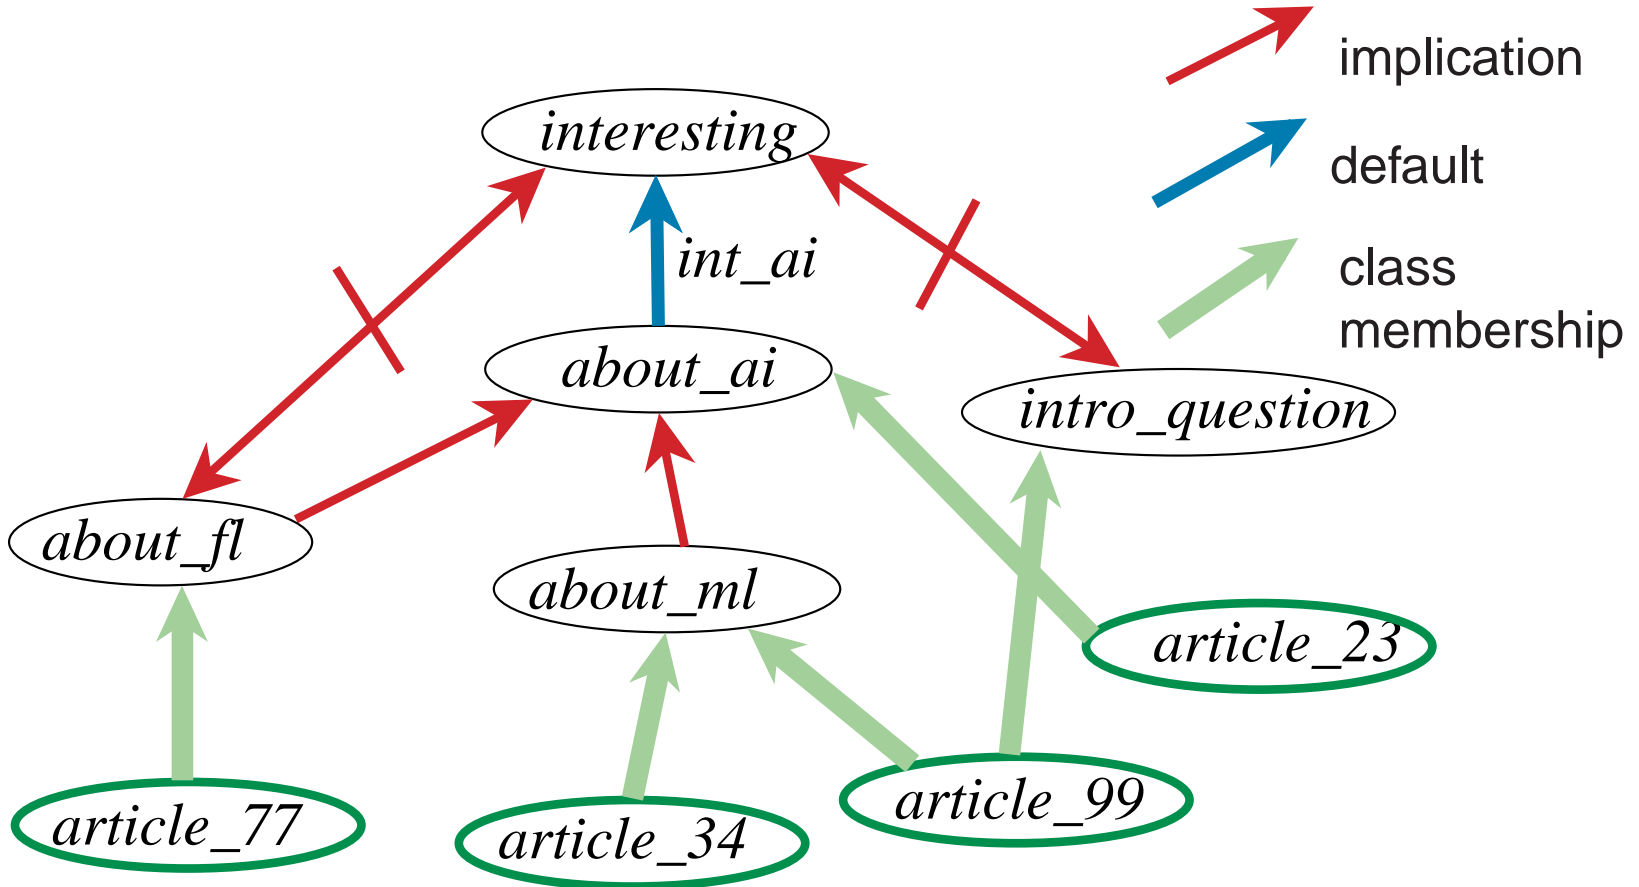 implication
interesting
default
int_ai
class
membership
about_ai
intro_question
about_fl
about_ml
article_23
article_99
article_77
article_34